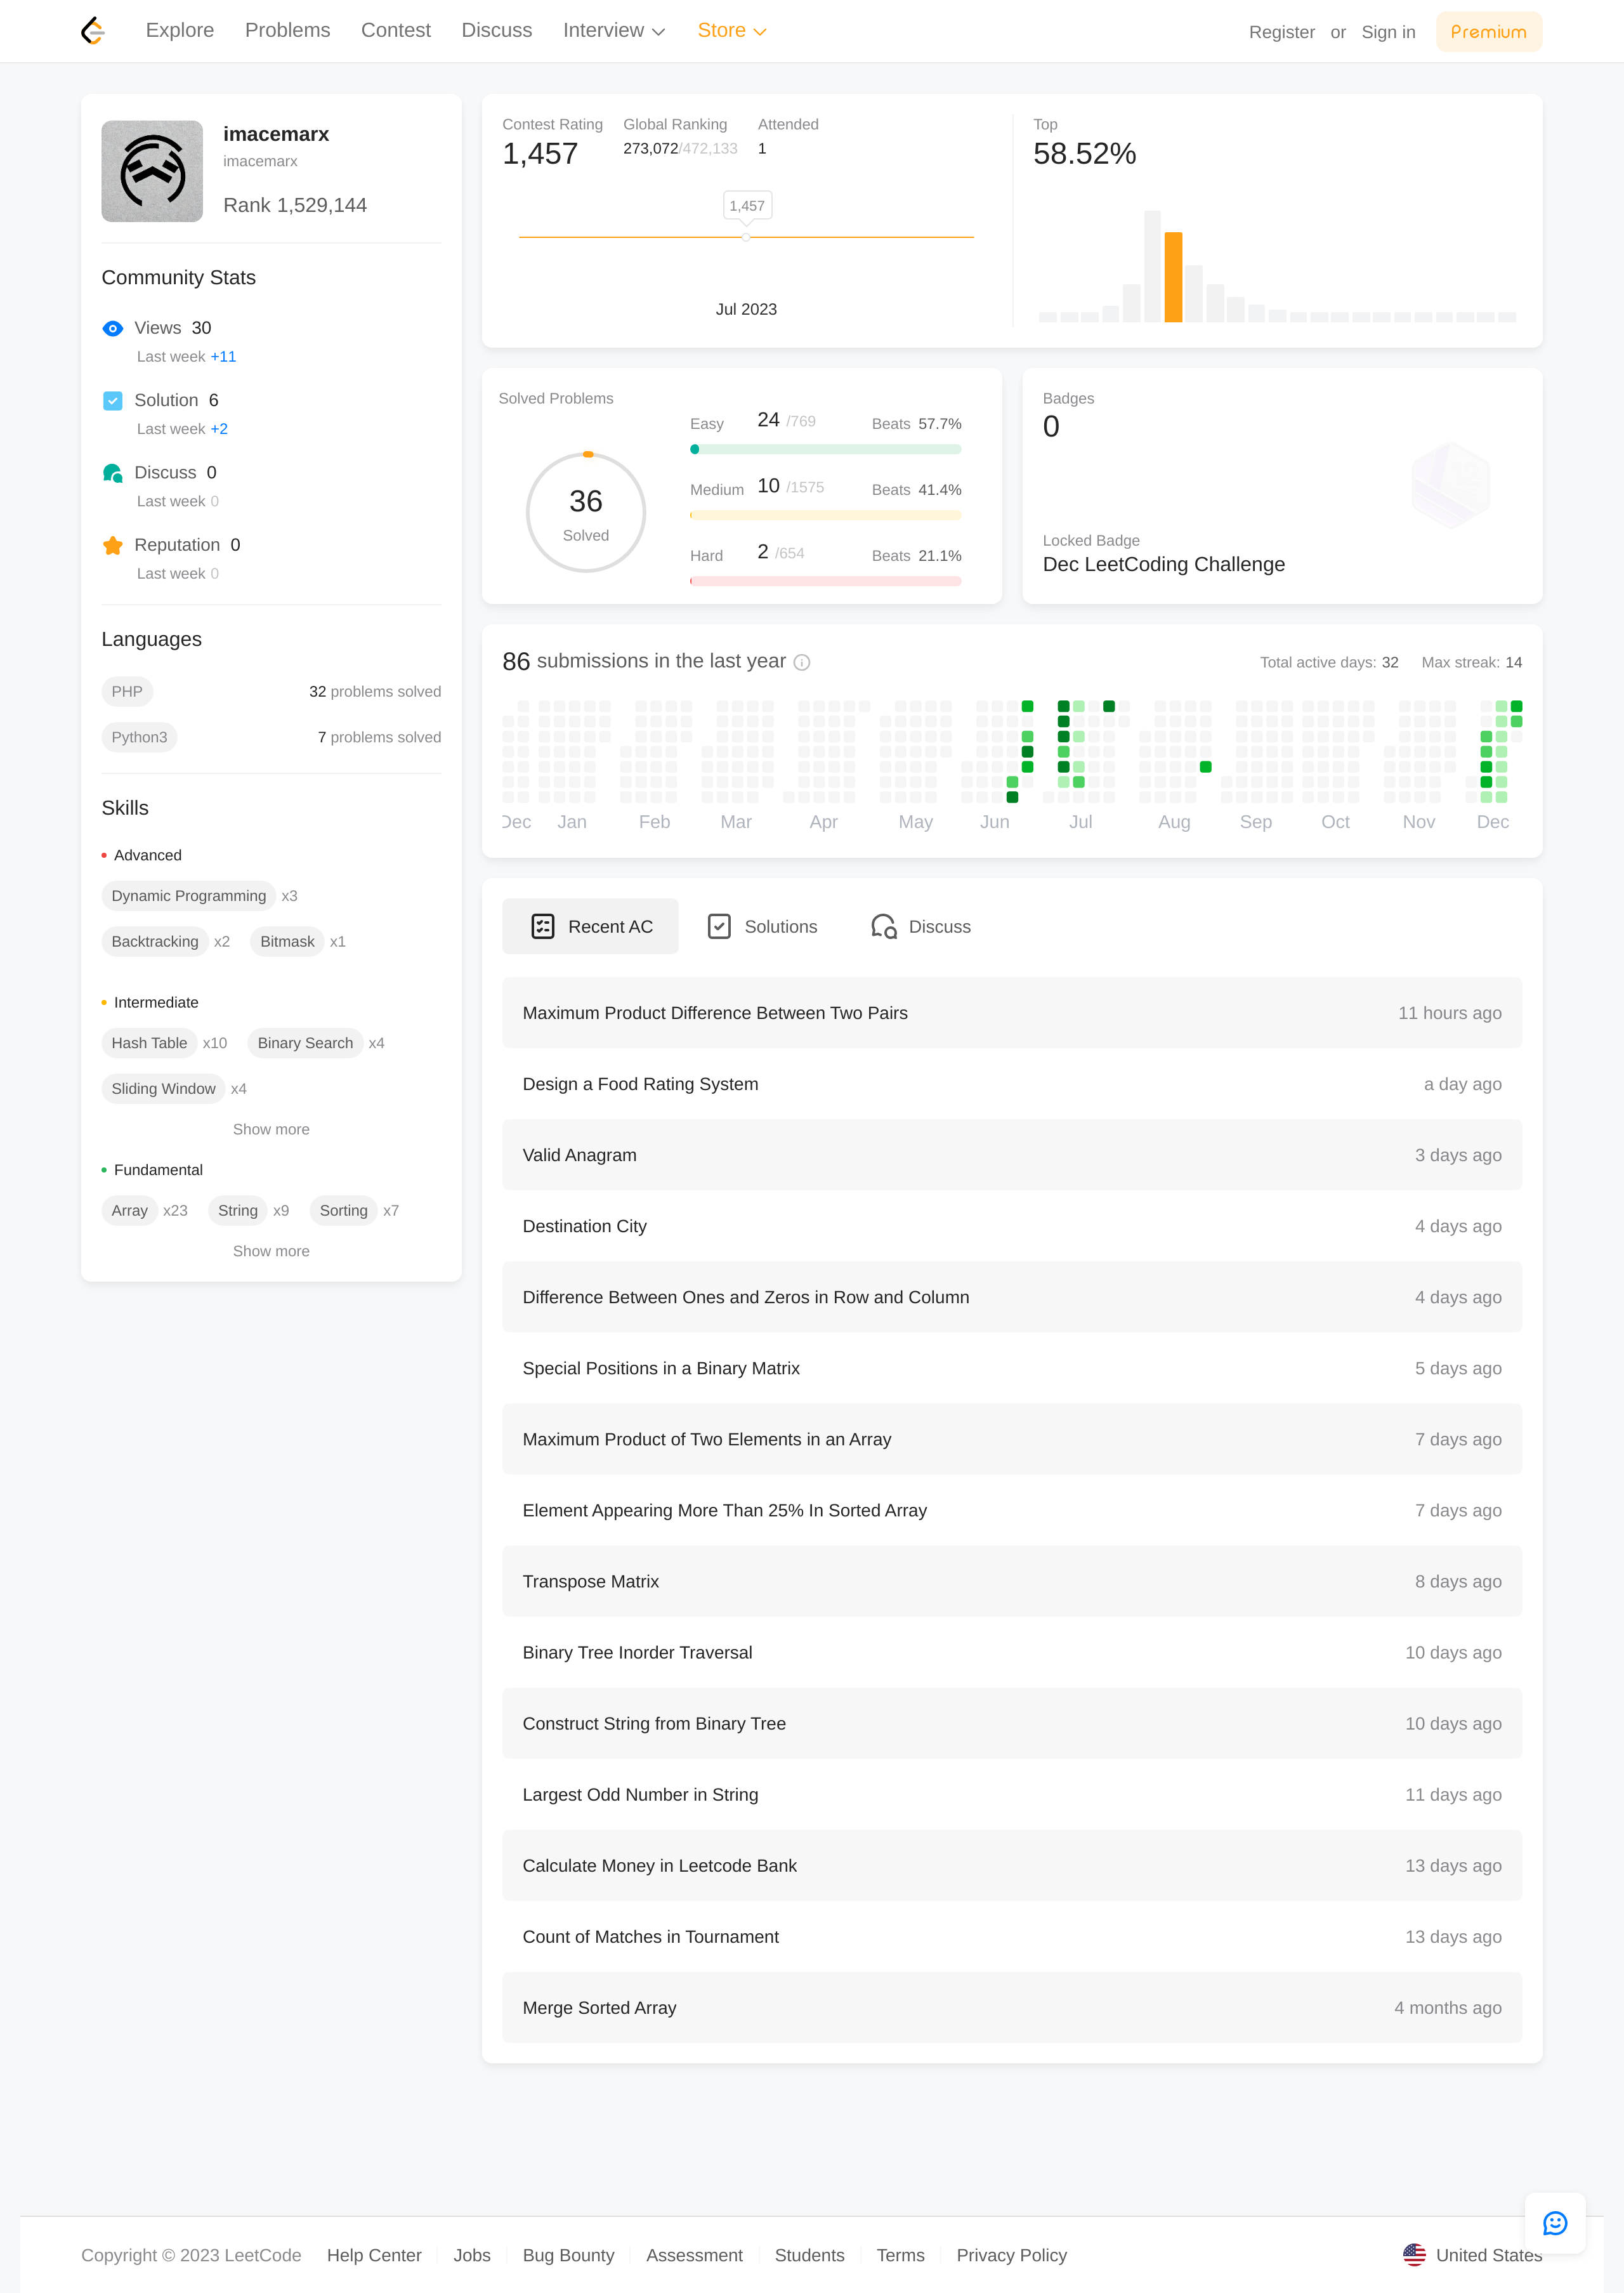 Explore Problems Contest Discuss Interview Store Register or Sign in Premium
imacemarx
imacemarx
Rank 1,529,144
Community Stats
Views 30
Last week +11
Solution 6
Last week +2
Discuss 0
Last week 0
Reputation 0
Last week 0
Languages
PHP 32 problems solved
Python3 7 problems solved
Skills
Advanced
Dynamic Programming x3
Backtracking x2 Bitmask x1
Intermediate
Hash Table x10 Binary Search x4
Sliding Window x4
Show more
Fundamental
Array x23 String x9 Sorting x7
Show more
Contest Rating Global Ranking Attended
1,457 273,072/472,133 1
1,457
Jul 2023
Top
58.52%
Solved Problems
36
Solved
Easy 24 /769 Beats 57.7%
Medium 10 /1575 Beats 41.4%
Hard 2 /654 Beats 21.1%
Badges
0
Locked Badge
Dec LeetCoding Challenge
86 submissions in the last year Total active days: 32 Max streak: 14
Dec Jan Feb Mar Apr May Jun Jul Aug Sep Oct Nov Dec
Recent AC Solutions Discuss
Maximum Product Difference Between Two Pairs 11 hours ago
Design a Food Rating System a day ago
Valid Anagram 3 days ago
Destination City 4 days ago
Difference Between Ones and Zeros in Row and Column 4 days ago
Special Positions in a Binary Matrix 5 days ago
Maximum Product of Two Elements in an Array 7 days ago
Element Appearing More Than 25% In Sorted Array 7 days ago
Transpose Matrix 8 days ago
Binary Tree Inorder Traversal 10 days ago
Construct String from Binary Tree 10 days ago
Largest Odd Number in String 11 days ago
Calculate Money in Leetcode Bank 13 days ago
Count of Matches in Tournament 13 days ago
Merge Sorted Array 4 months ago
Copyright © 2023 LeetCode Help Center Jobs Bug Bounty Assessment Students Terms Privacy Policy United States